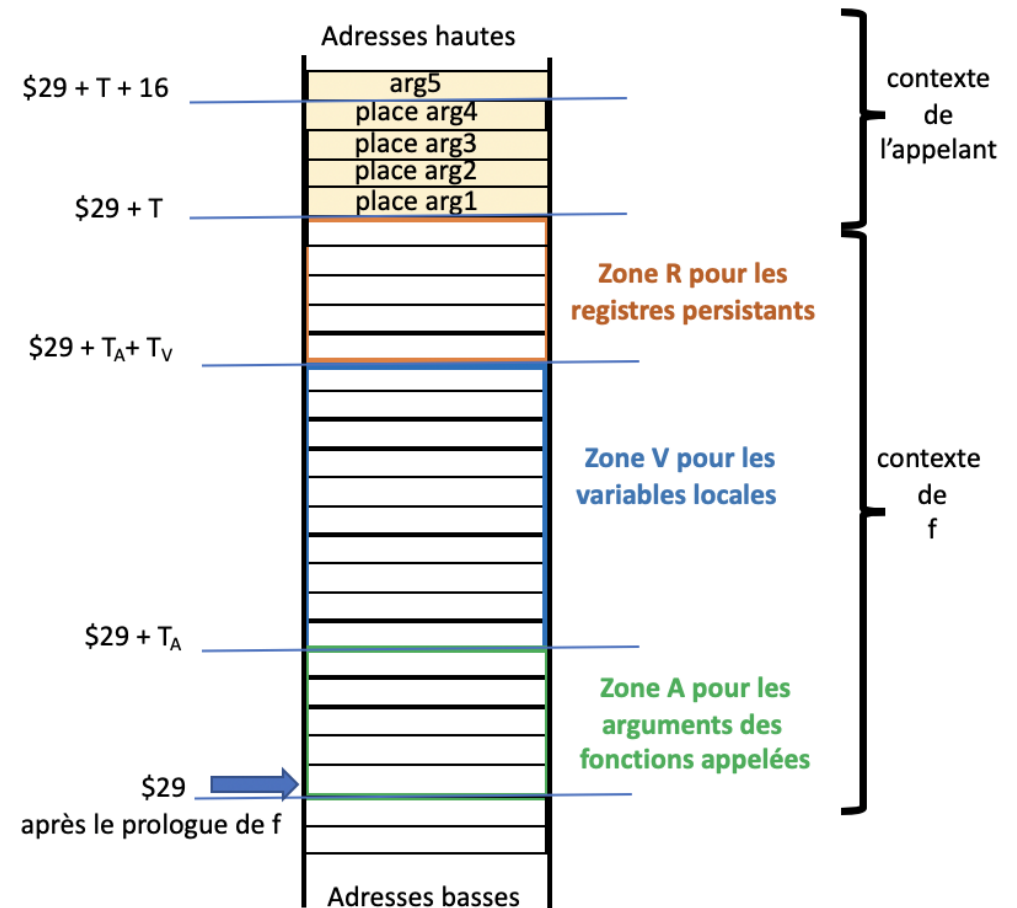 Adresses hautes
$29 + T + 16
arg5
place arg4
place arg3
place arg2
place arg1
$29 + T
contexte
de
l’appelant
Zone R pour les
registres persistants
$29 + TA+ TV
Zone V pour les
variables locales
contexte
de
f
$29 + TA
Zone A pour les
arguments des
fonctions appelées
$29
après le prologue de f
Adresses basses